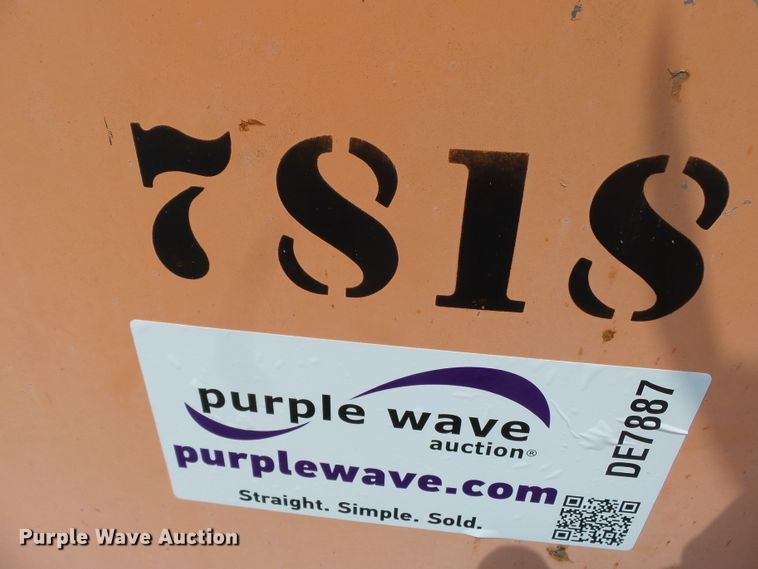 7818
purple wave
auction®
purplewave.com
Straight. Simple. Sold.
DE7887
Purple Wave Auction